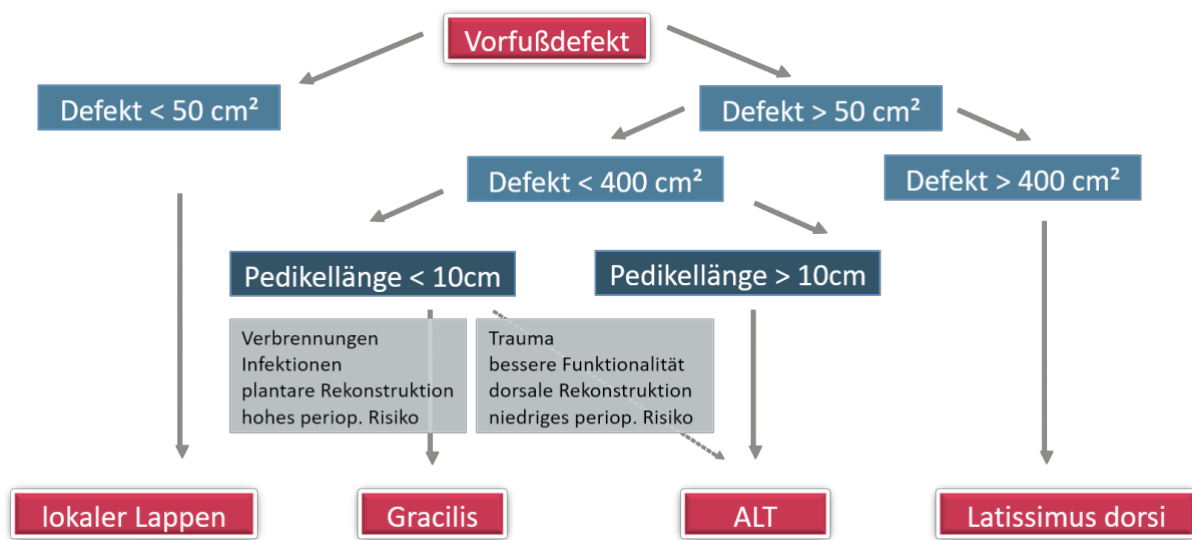 Vorfußdefekt
Defekt < 50 cm²
Defekt > 50 cm²
Defekt < 400 cm²
Defekt > 400 cm²
Pedikellänge < 10cm
Pedikellänge > 10cm
Verbrennungen
Infektionen
plantare Rekonstruktion
hohes periop. Risiko
Trauma
bessere Funktionalität
dorsale Rekonstruktion
niedriges periop. Risiko
lokaler Lappen
Gracilis
ALT
Latissimus dorsi